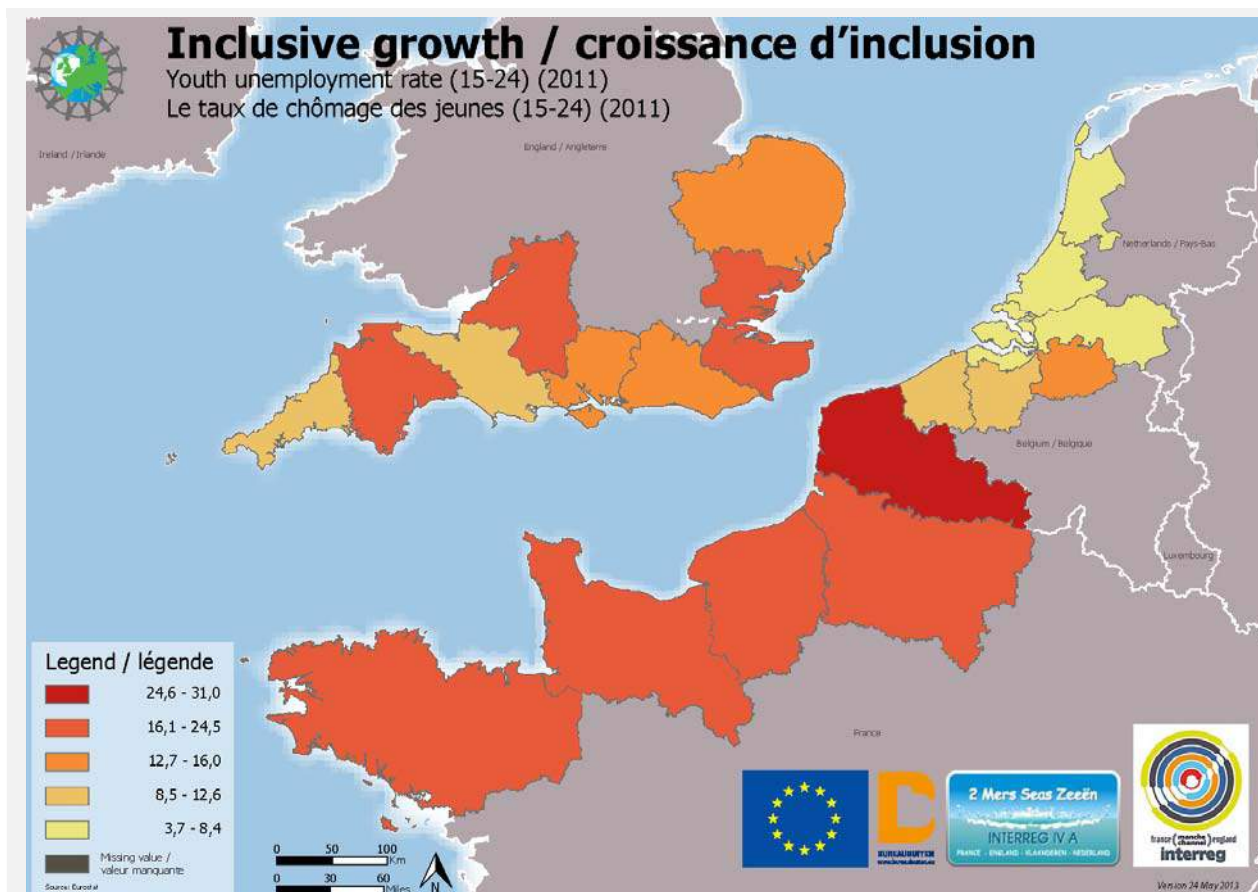 Inclusive growth / croissance d'inclusion
Youth unemployment rate (15-24) (2011)
Le taux de chômage des jeunes (15-24) (2011)
Ireland / Irlande
England / Angleterre
Netherlands / Pays-Bas
Belgium / Belgique
Luxembourg
France
Legend / légende
24,6 - 31,0
16,1 - 24,5
12,7 - 16,0
8,5 - 12,6
3,7 - 8,4
Missing value /
valeur manquante
Source: Eurostat
0 50 100
Km
0 30 60
Miles
N
BUREAUBUITEN
www.bureaubuiten.eu
2 Mers Seas Zeeën
INTERREG IV A
FRANCE - ENGLAND - VLAANDEREN - NEDERLAND
france ( manche channel ) england
interreg
Version 24 May 2013